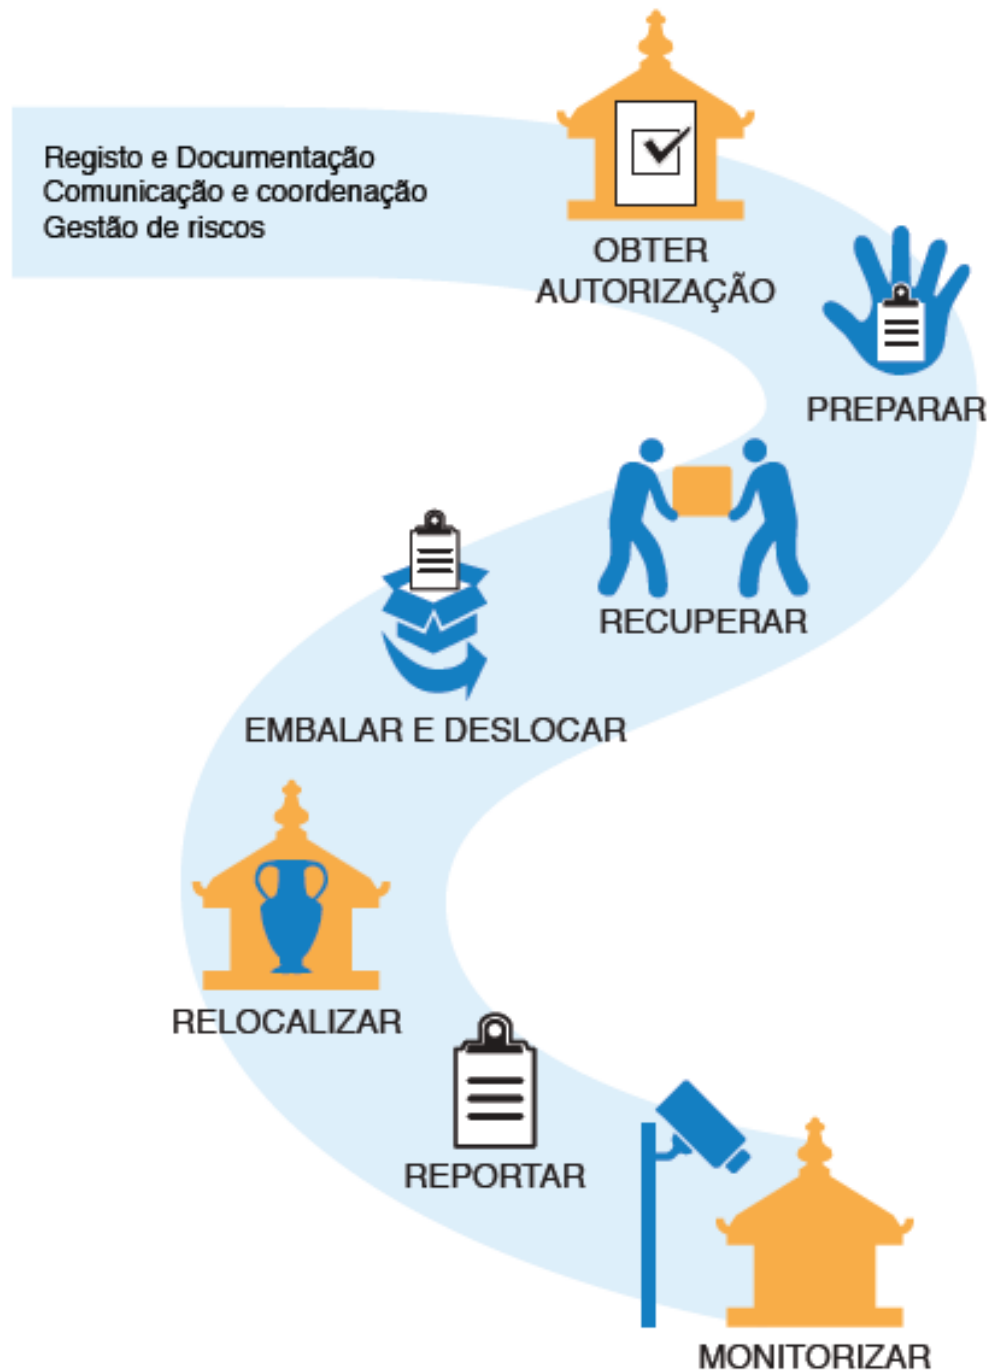 Registo e Documentação
Comunicação e coordenação
Gestão de riscos
OBTER
AUTORIZAÇÃO
PREPARAR
RECUPERAR
EMBALAR E DESLOCAR
RELOCALIZAR
REPORTAR
MONITORIZAR